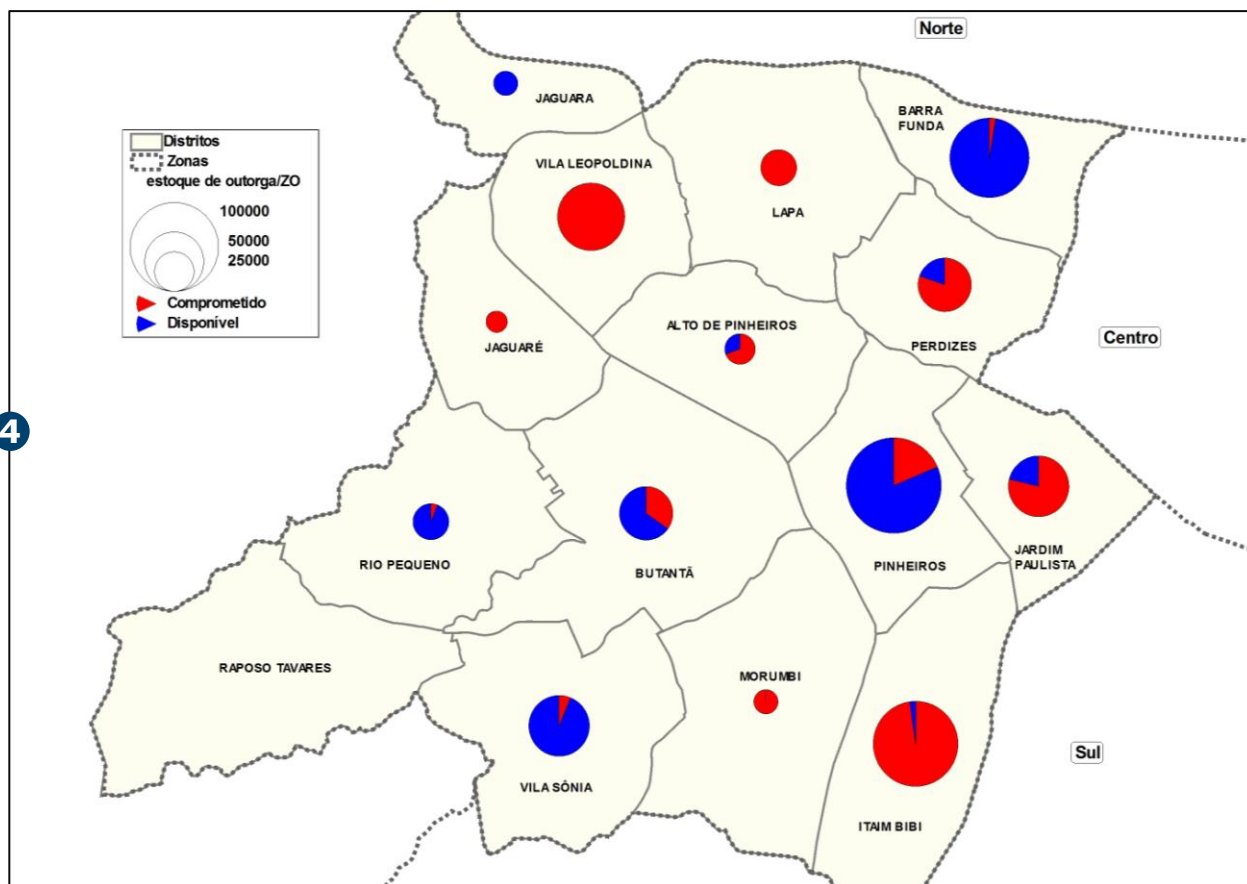 Norte
JAGUARA
BARRA
FUNDA
Distritos
Zonas
estoque de outorga/ZO
100000
50000
25000
Comprometido
Disponível
VILA LEOPOLDINA
LAPA
ALTO DE PINHEIROS
PERDIZES
Centro
JAGUARÉ
4
RIO PEQUENO
BUTANTÃ
PINHEIROS
JARDIM
PAULISTA
RAPOSO TAVARES
MORUMBI
Sul
VILA SÔNIA
ITAIM BIBI